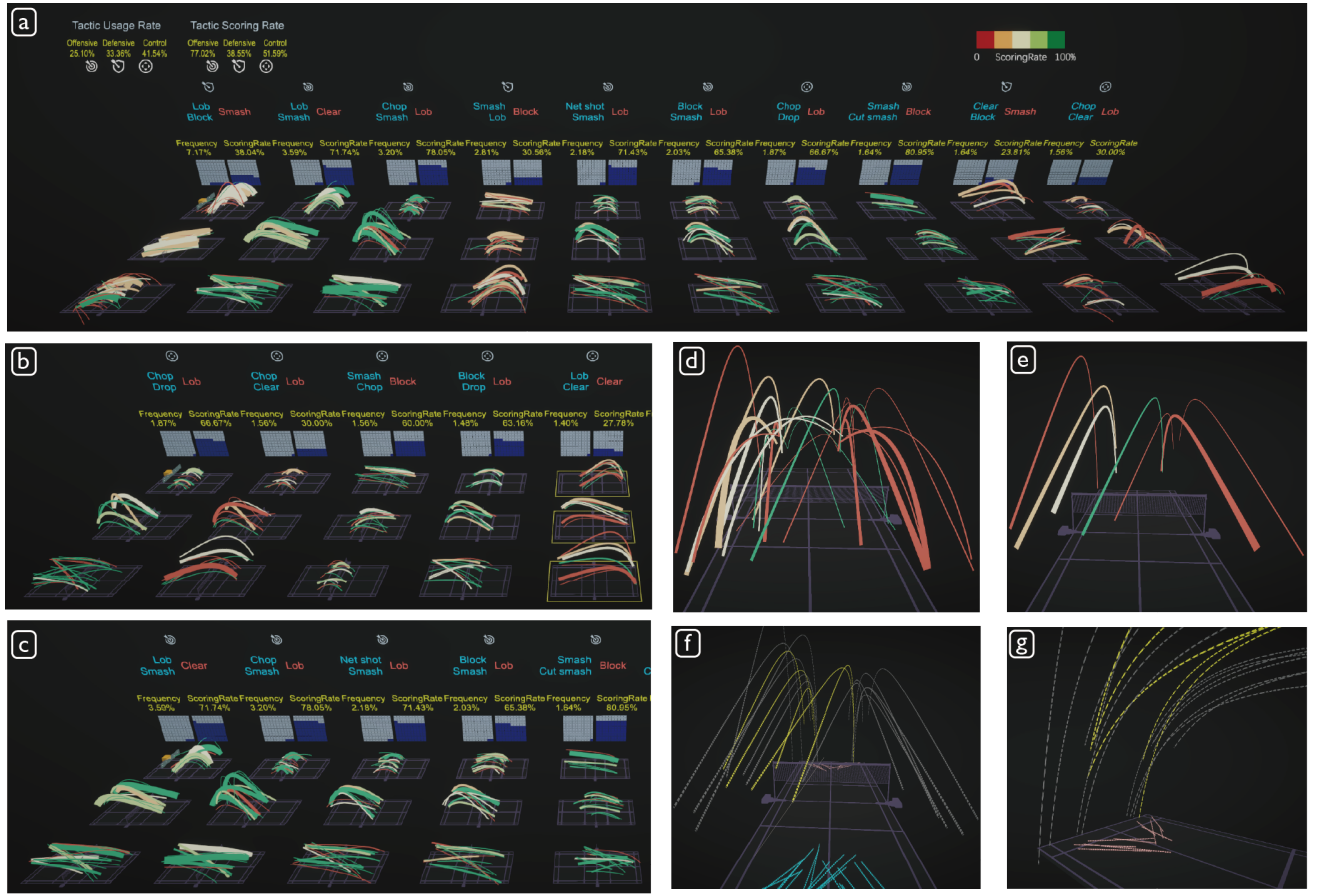 a
Tactic Usage Rate
Tactic Scoring Rate
Offensive Defensive Control
25.10% 33.36% 41.54%
Offensive Defensive Control
77.02% 38.55% 51.59%
0 ScoringRate 100%
Lob Block Smash
Lob Smash Clear
Chop Smash Lob
Smash Lob Block
Net shot Smash Lob
Block Smash Lob
Chop Drop Lob
Smash Cut smash Block
Clear Block Smash
Chop Clear Lob
Frequency ScoringRate Frequency ScoringRate Frequency ScoringRate Frequency ScoringRate Frequency ScoringRate Frequency ScoringRate Frequency ScoringRate Frequency ScoringRate Frequency ScoringRate Frequency ScoringRate
7.17% 38.04% 3.59% 71.74% 3.20% 78.05% 2.81% 30.56% 2.18% 71.43% 2.03% 65.38% 1.87% 66.67% 1.64% 80.95% 1.64% 23.81% 1.56% 30.00%
b
Chop Drop Lob
Chop Clear Lob
Smash Chop Block
Block Drop Lob
Lob Clear Clear
Frequency ScoringRate Frequency ScoringRate Frequency ScoringRate Frequency ScoringRate Frequency ScoringRate F
1.87% 66.67% 1.56% 30.00% 1.56% 60.00% 1.48% 63.16% 1.40% 27.78%
c
Lob Smash Clear
Chop Smash Lob
Net shot Smash Lob
Block Smash Lob
Smash Cut smash Block
C
Frequency ScoringRate Frequency ScoringRate Frequency ScoringRate Frequency ScoringRate Frequency ScoringRate
3.59% 71.74% 3.20% 78.05% 2.18% 71.43% 2.03% 65.38% 1.64% 80.95%
d
e
f
g